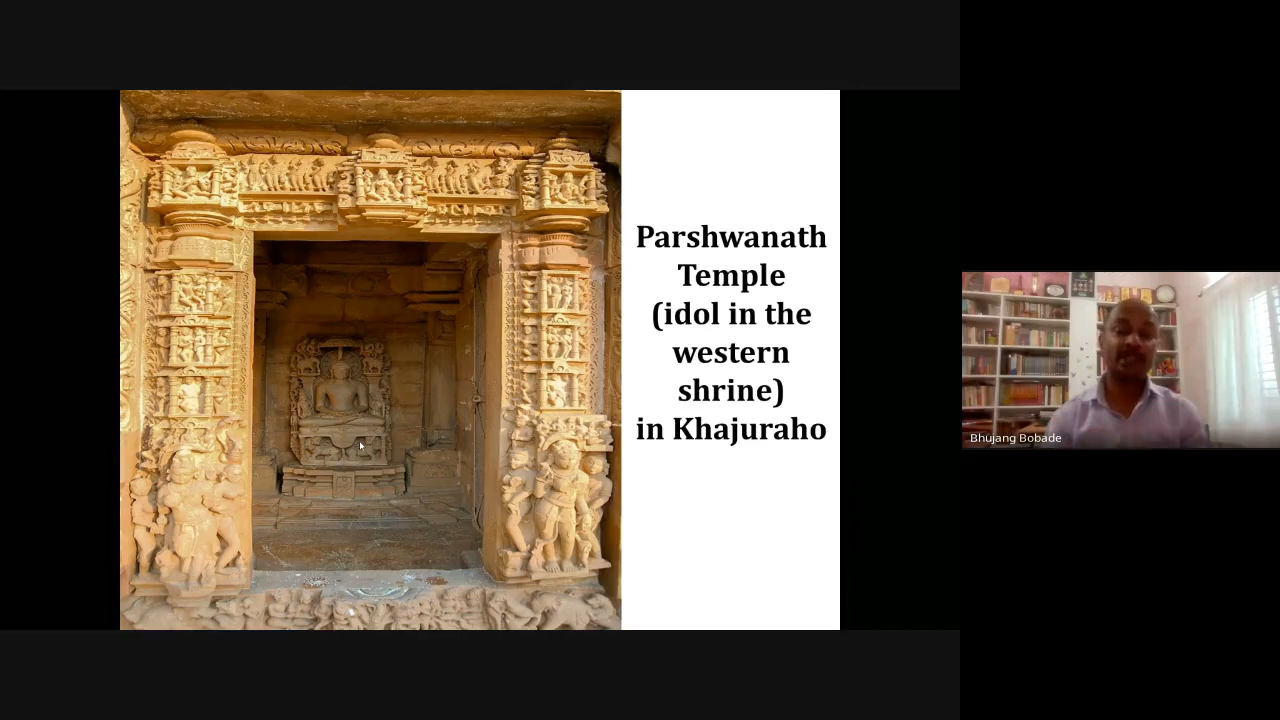 Parshwanath
Temple
(idol in the
western
shrine)
in Khajuraho
Bhujang Bobade